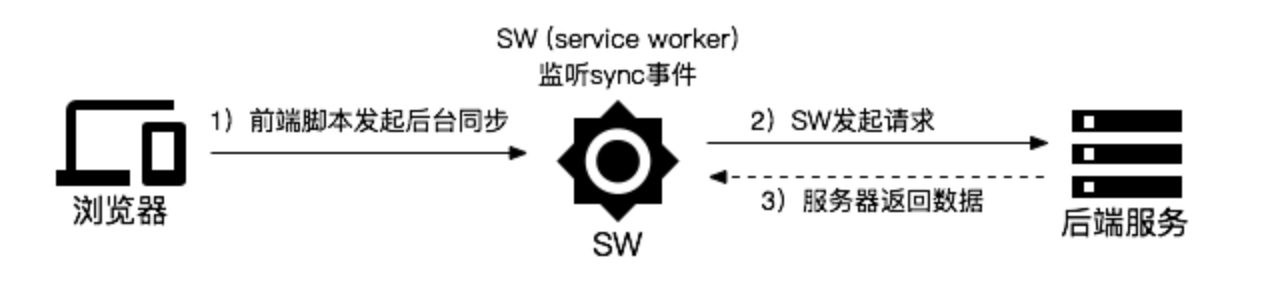 SW (service worker)
监听sync事件
1）前端脚本发起后台同步
2）SW发起请求
3）服务器返回数据
浏览器
SW
后端服务